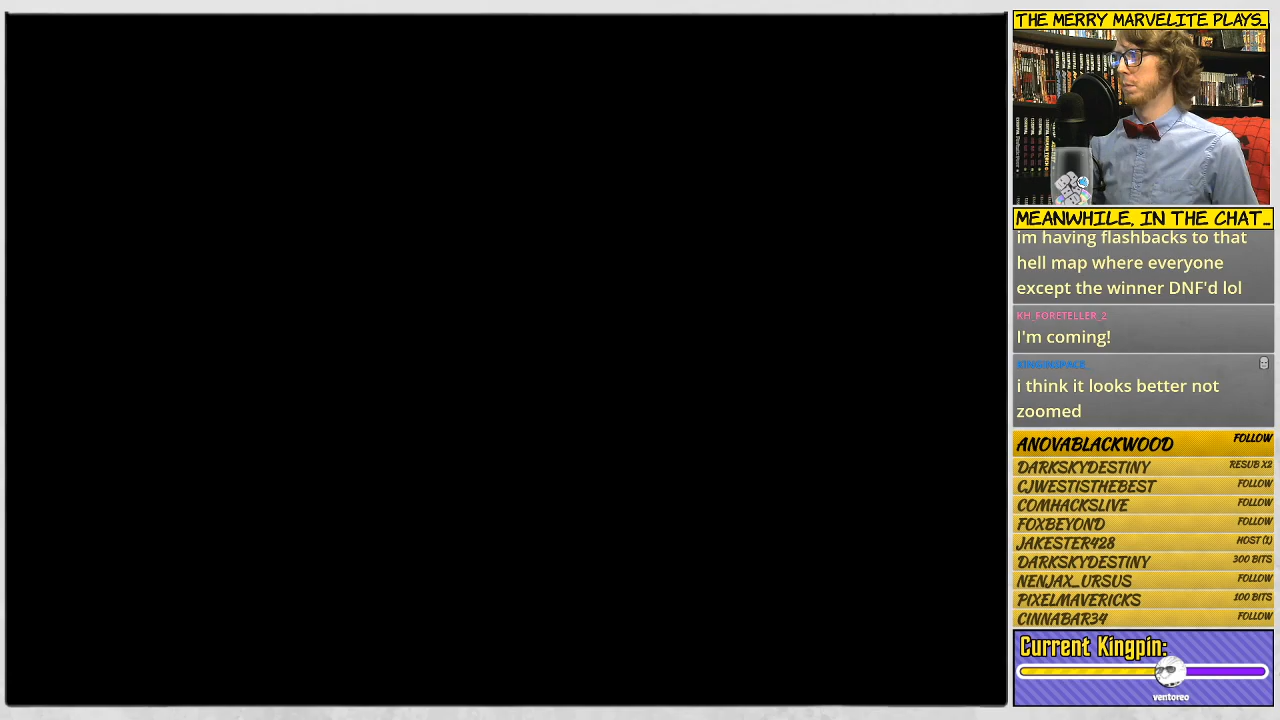 THE MERRY MARVELITE PLAYS...
MEANWHILE, IN THE CHAT...
im having flashbacks to that
hell map where everyone
except the winner DNF'd lol
KH_FORETELLER_2
I'm coming!
i think it looks better not
zoomed
ANOVABLACKWOOD FOLLOW
DARKSKYDESTINY RESUB X2
CJWESTISTHEBEST FOLLOW
COMHACKSLIVE FOLLOW
FOXBEYOND FOLLOW
JAKESTER428 HOST (1)
DARKSKYDESTINY 300 BITS
NENJAX_URSUS FOLLOW
PIXELMAVERICKS 100 BITS
CINNABAR34 FOLLOW
Current Kingpin:
ventoreo